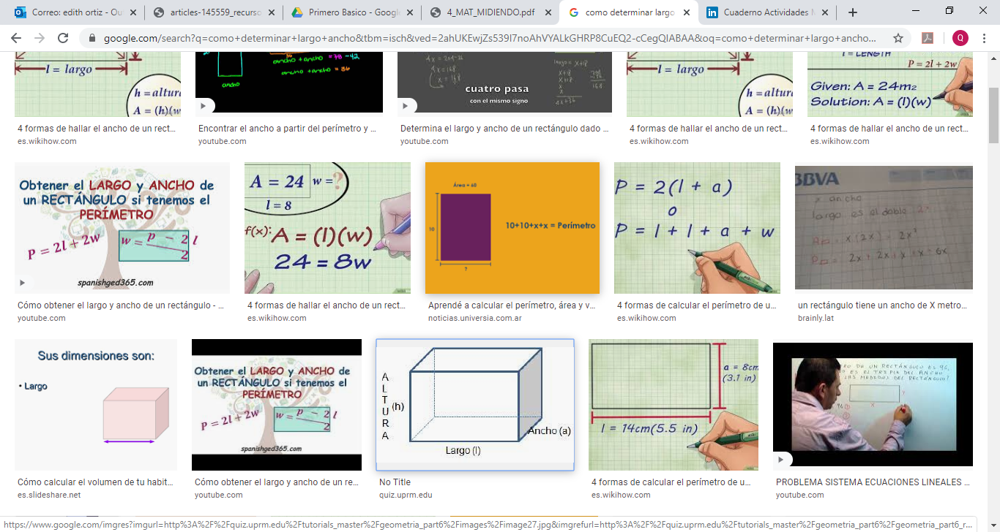 Correo: edith ortiz - Ou
articles-145559_recurso
Primero Basico - Google
4_MAT_MIDIENDO.pdf
como determinar largo
Cuaderno Actividades
google.com/search?q=como+determinar+largo+ancho&tbm=isch&ved=2ahUKEwjZs539l7noAhVYALkGHRP8CuEQ2-cCegQIABAA&oq=como+determinar+largo+ancho...
Q
l = largo
h = altura
A = (h)(w
ancho + ancho = 78 - 42
ancho + ancho = 36
ancho
cuatro pasa
con el mismo signo
l = largo
h = altura
A = (h)(w
l = LENGTH
P = 2l + 2w
Given: A = 24m2
Solution: A = (l)(w)
4 formas de hallar el ancho de un rect...
es.wikihow.com
Encontrar el ancho a partir del perímetro y ...
youtube.com
Determina el largo y ancho de un rectángulo dado ...
youtube.com
4 formas de hallar el ancho de un rect...
es.wikihow.com
4 formas de hallar el ancho de un rect...
es.wikihow.com
Obtener el LARGO y ANCHO de
un RECTÁNGULO si tenemos el
PERÍMETRO
P = 2l + 2w
w = p - 2l
2
spanishged365.com
A = 24 w = ?
l = 8
f(x): A = (l)(w)
24 = 8w
Área = 60
10
10+10+x+x = Perímetro
?
P = 2(l + a)
o
P = l + l + a + w
BBVA
x ancho
largo es el doble 2x
2x + 2x + x + x = 6x
Cómo obtener el largo y ancho de un rectángulo - ...
youtube.com
4 formas de hallar el ancho de un rect...
es.wikihow.com
Aprendé a calcular el perímetro, área y v...
noticias.universia.com.ar
4 formas de calcular el perímetro de u...
es.wikihow.com
un rectángulo tiene un ancho de X metro...
brainly.lat
Sus dimensiones son:
• Largo
Obtener el LARGO y ANCHO de
un RECTÁNGULO si tenemos el
PERÍMETRO
P = 2l + 2w
w = p - 2l
2
spanishged365.com
ALTURA
(h)
Ancho (a)
Largo (l)
a = 8cm
(3.1 in)
l = 14cm(5.5 in)
Cómo calcular el volumen de tu habit...
es.slideshare.net
Cómo obtener el largo y ancho de un re...
youtube.com
No Title
quiz.uprm.edu
4 formas de calcular el perímetro de u...
es.wikihow.com
PROBLEMA SISTEMA ECUACIONES LINEALES ...
youtube.com
https://www.google.com/imgres?imgurl=http%3A%2F%2Fquiz.uprm.edu%2Ftutorials_master%2Fgeometria_part6%2Fimages%2Fimage27.jpg&imgrefurl=http%3A%2F%2Fquiz.uprm.edu%2Ftutorials_master%2Fgeometria_part6%2Fgeometria_part6_r...